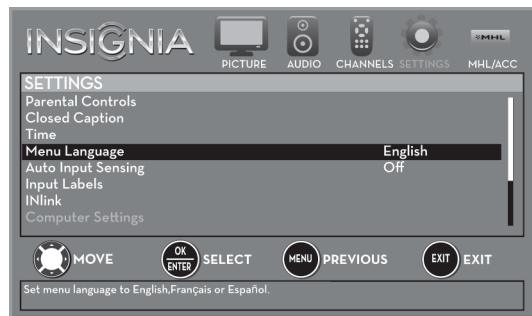 INSIGNIA
PICTURE AUDIO CHANNELS SETTINGS MHL/ACC
MHL
SETTINGS
Parental Controls
Closed Caption
Time
Menu Language English
Auto Input Sensing Off
Input Labels
INlink
Computer Settings
MOVE OK ENTER SELECT MENU PREVIOUS EXIT EXIT
Set menu language to English,Français or Español.